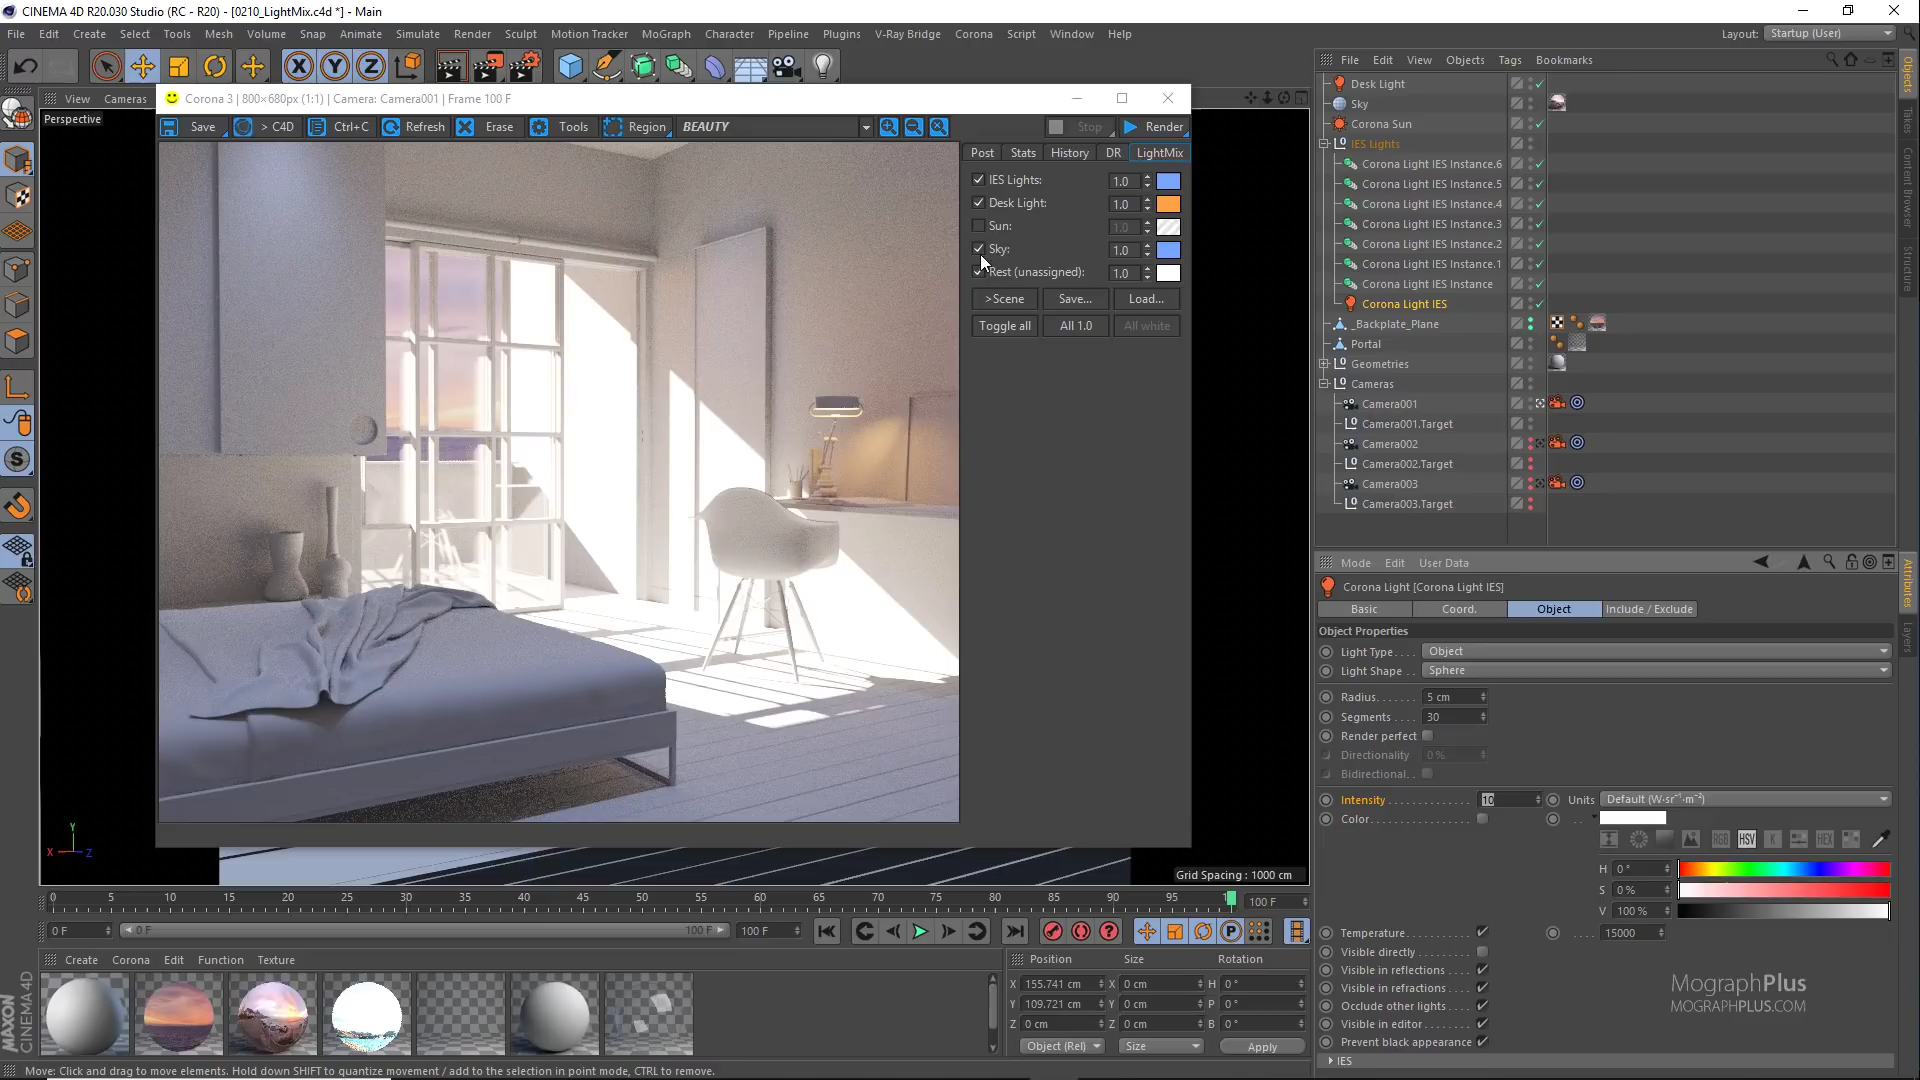 CINEMA 4D R20.030 Studio (RC - R20) - [0210_LightMix.c4d *] - Main
File Edit Create Select Tools Mesh Volume Snap Animate Simulate Render Sculpt Motion Tracker MoGraph Character Pipeline Plugins V-Ray Bridge Corona Script Window Help
Layout: Startup (User)
View Cameras
Perspective
Corona 3 | 800×680px (1:1) | Camera: Camera001 | Frame 100 F
Save > C4D Ctrl+C Refresh Erase Tools Region BEAUTY Stop Render
Post Stats History DR LightMix
IES Lights: 1.0
Desk Light: 1.0
Sun: 1.0
Sky: 1.0
Rest (unassigned): 1.0
>Scene Save... Load...
Toggle all All 1.0 All white
X Y Z
Grid Spacing : 1000 cm
File Edit View Objects Tags Bookmarks
Desk Light
Sky
Corona Sun
IES Lights
Corona Light IES Instance.6
Corona Light IES Instance.5
Corona Light IES Instance.4
Corona Light IES Instance.3
Corona Light IES Instance.2
Corona Light IES Instance.1
Corona Light IES Instance
Corona Light IES
_Backplate_Plane
Portal
Geometries
Cameras
Camera001
Camera001.Target
Camera002
Camera002.Target
Camera003
Camera003.Target
Objects
Takes
Content Browser
Structure
Mode Edit User Data
Corona Light [Corona Light IES]
Basic Coord. Object Include / Exclude
Object Properties
Light Type. . . . Object
Light Shape . . Sphere
Radius. . . . . . . 5 cm
Segments . . . . 30
Render perfect
Directionality 0 %
Bidirectional. .
Intensity . . . . . . . . . . . . 10 Units Default (W·sr⁻¹·m⁻²)
Color. . . . . . . . . . . . . . . .
RGB HSV K HEX
H 0 °
S 0 %
V 100 %
Temperature. . . . . . . . . . . . 15000
Visible directly . . . . . . .
Visible in reflections . . . .
Visible in refractions . . . .
Occlude other lights . . . .
Visible in editor . . . . . . . .
Prevent black appearance
IES
Attributes
Layers
MographPlus
MOGRAPHPLUS.COM
0 5 10 15 20 25 30 35 40 45 50 55 60 65 70 75 80 85 90 95 100 F
0 F 0 F 100 F 100 F
Create Corona Edit Function Texture
Position Size Rotation
X 155.741 cm X 0 cm H 0 °
Y 109.721 cm Y 0 cm P 0 °
Z 0 cm Z 0 cm B 0 °
Object (Rel) Size Apply
MAXON CINEMA 4D
Move: Click and drag to move elements. Hold down SHIFT to quantize movement / add to the selection in point mode, CTRL to remove.